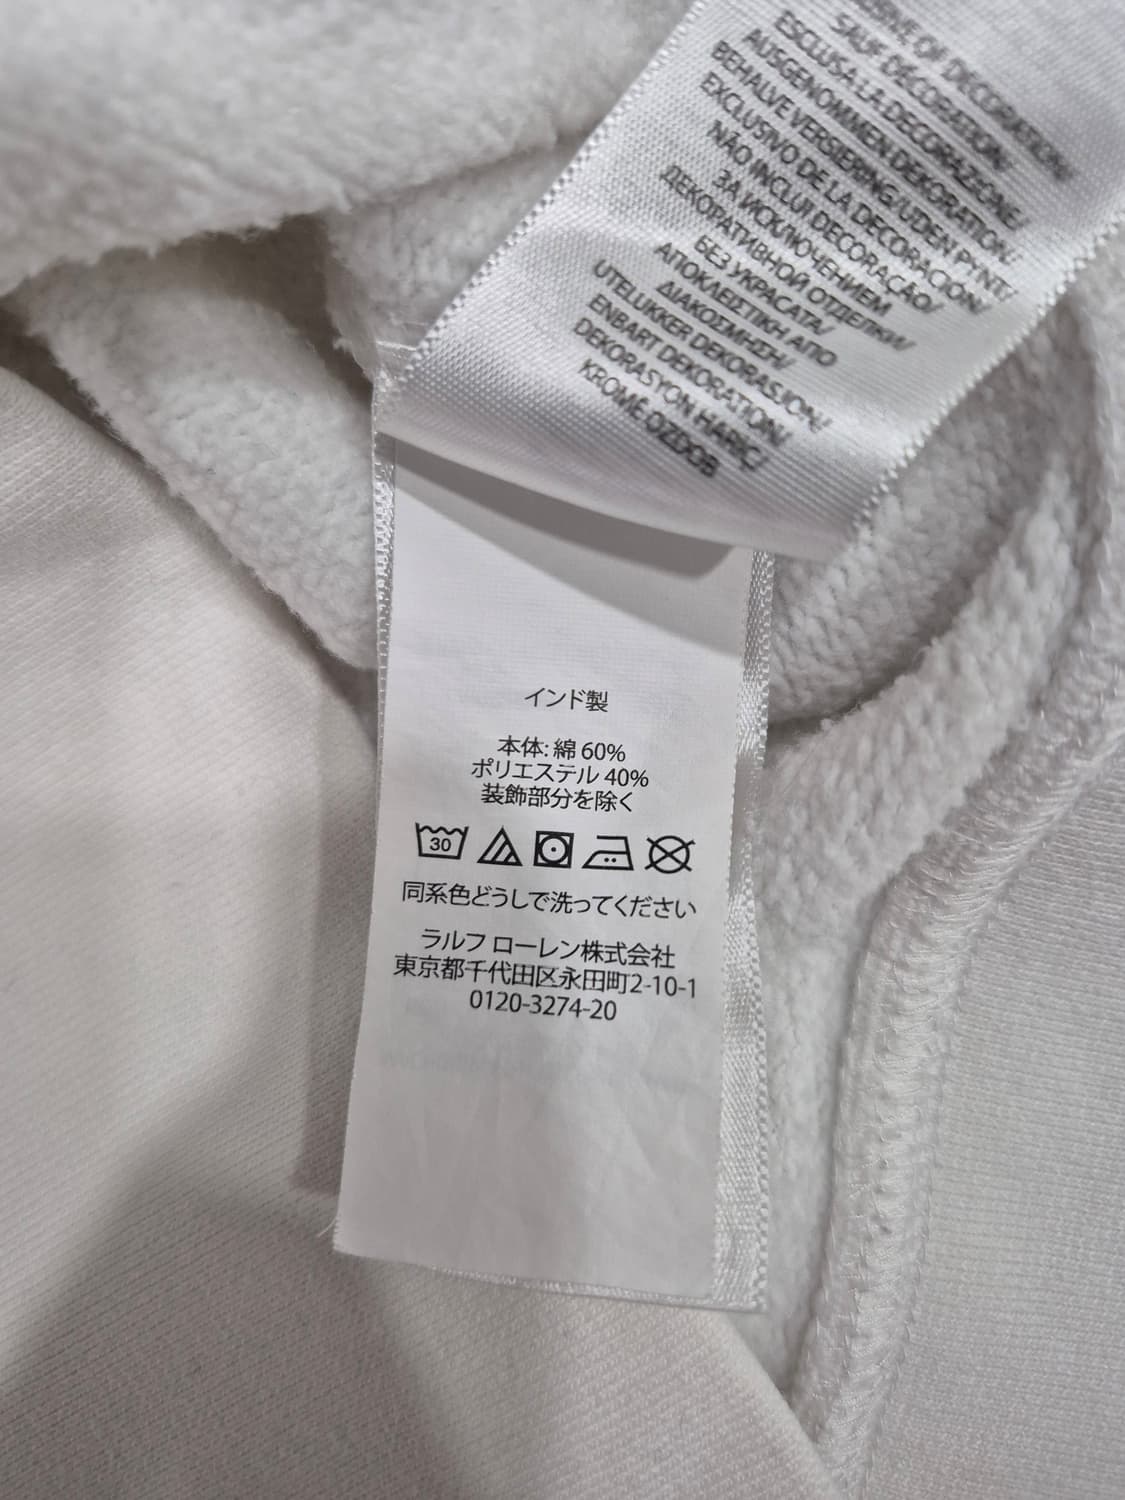 OF DECORATION;
SAUF DÉCORATION;
ESCLUSA LA DECORAZIONE/
AUSGENOMMEN DEKORATION/
BEHALVE VERSIERING/UDEN PYNT/
EXCLUSIVO DE LA DECORACIÓN/
NÃO INCLUI DECORAÇÃO/
ЗА ИСКЛЮЧЕНИЕМ
ДЕКОРАТИВНОЙ ОТДЕЛКИ/
БЕЗ УКРАСАТА/
ΑΠΟΚΛΕΙΣΤΙΚΗ ΑΠΟ
ΔΙΑΚΟΣΜΗΣΗ/
UTELUKKER DEKORASJON/
ENBART DEKORATION/
DEKORASYON HARİÇ/
KROMĚ OZDOB
インド製
本体: 綿 60%
ポリエステル 40%
装飾部分を除く
30
同系色どうしで洗ってください
ラルフ ローレン株式会社
東京都千代田区永田町2-10-1
0120-3274-20